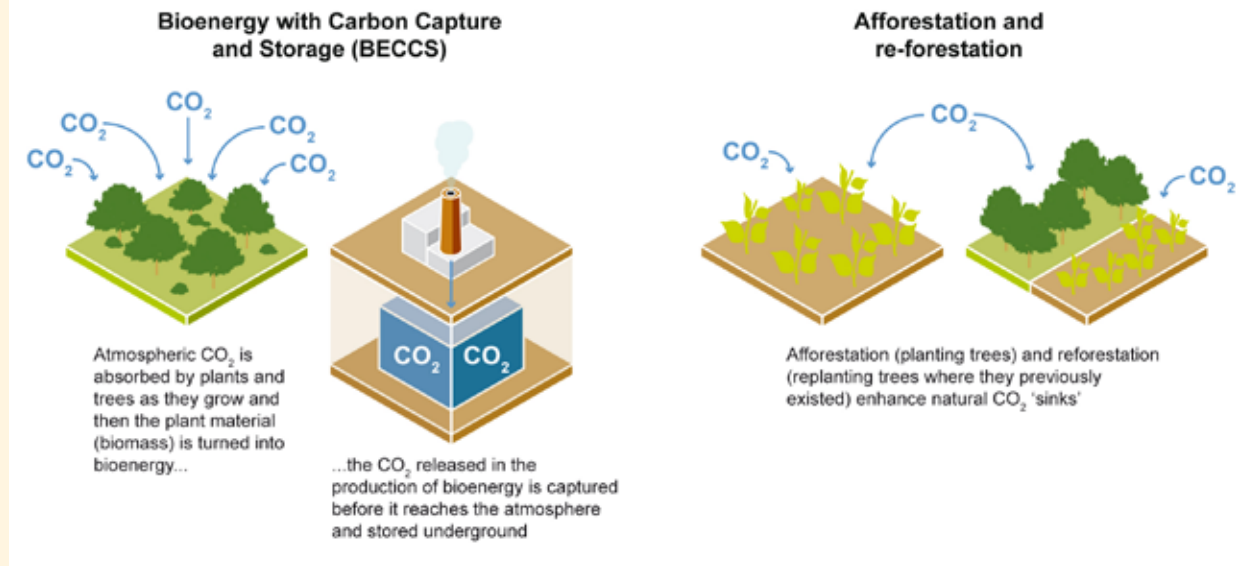 Bioenergy with Carbon Capture
and Storage (BECCS)
CO₂
CO₂
CO₂
CO₂
CO₂
Atmospheric CO₂ is
absorbed by plants and
trees as they grow and
then the plant material
(biomass) is turned into
bioenergy...
CO₂
CO₂
...the CO₂ released in the
production of bioenergy is captured
before it reaches the atmosphere
and stored underground
Afforestation and
re-forestation
CO₂
CO₂
CO₂
Afforestation (planting trees) and reforestation
(replanting trees where they previously
existed) enhance natural CO₂ ‘sinks’